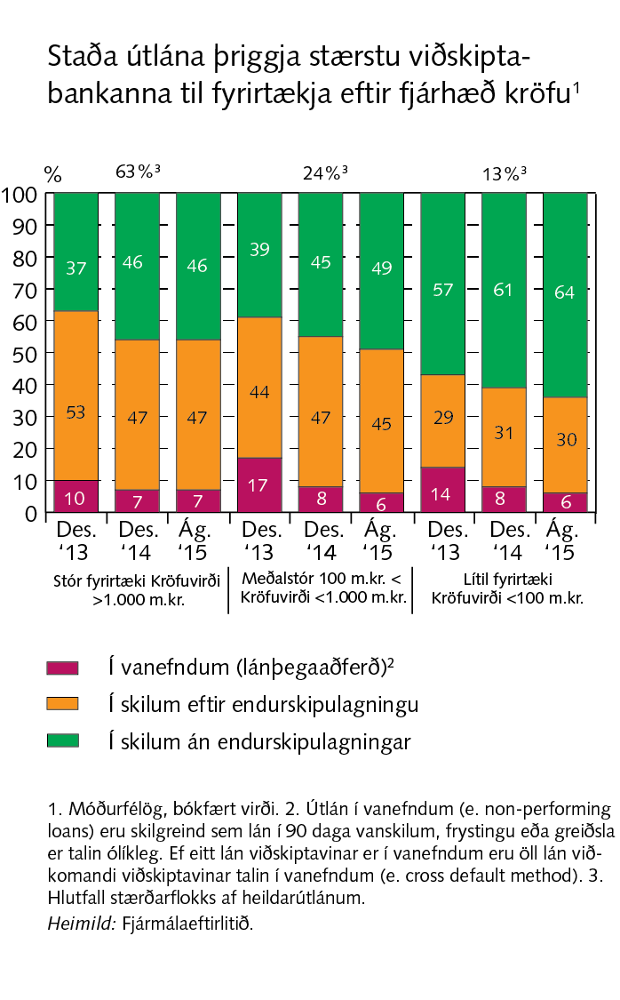 Staða útlána þriggja stærstu viðskipta-
bankanna til fyrirtækja eftir fjárhæð kröfu¹
% 63%³ 24%³ 13%³
100
90
80
70
60
50
40
30
20
10
0
37 46 46 39 45 49 57 61 64
53 47 47 44 47 45 29 31 30
10 7 7 17 8 6 14 8 6
Des. Des. Ág. Des. Des. Ág. Des. Des. Ág.
‘13 ‘14 ‘15 ‘13 ‘14 ‘15 ‘13 ‘14 ‘15
Stór fyrirtæki Kröfuvirði
>1.000 m.kr.
Meðalstór 100 m.kr. <
Kröfuvirði <1.000 m.kr.
Lítil fyrirtæki
Kröfuvirði <100 m.kr.
Í vanefndum (lánþegaaðferð)²
Í skilum eftir endurskipulagningu
Í skilum án endurskipulagningar
1. Móðurfélög, bókfært virði. 2. Útlán í vanefndum (e. non-performing
loans) eru skilgreind sem lán í 90 daga vanskilum, frystingu eða greiðsla
er talin ólíkleg. Ef eitt lán viðskiptavinar er í vanefndum eru öll lán við-
komandi viðskiptavinar talin í vanefndum (e. cross default method). 3.
Hlutfall stærðarflokks af heildarútlánum.
Heimild: Fjármálaeftirlitið.